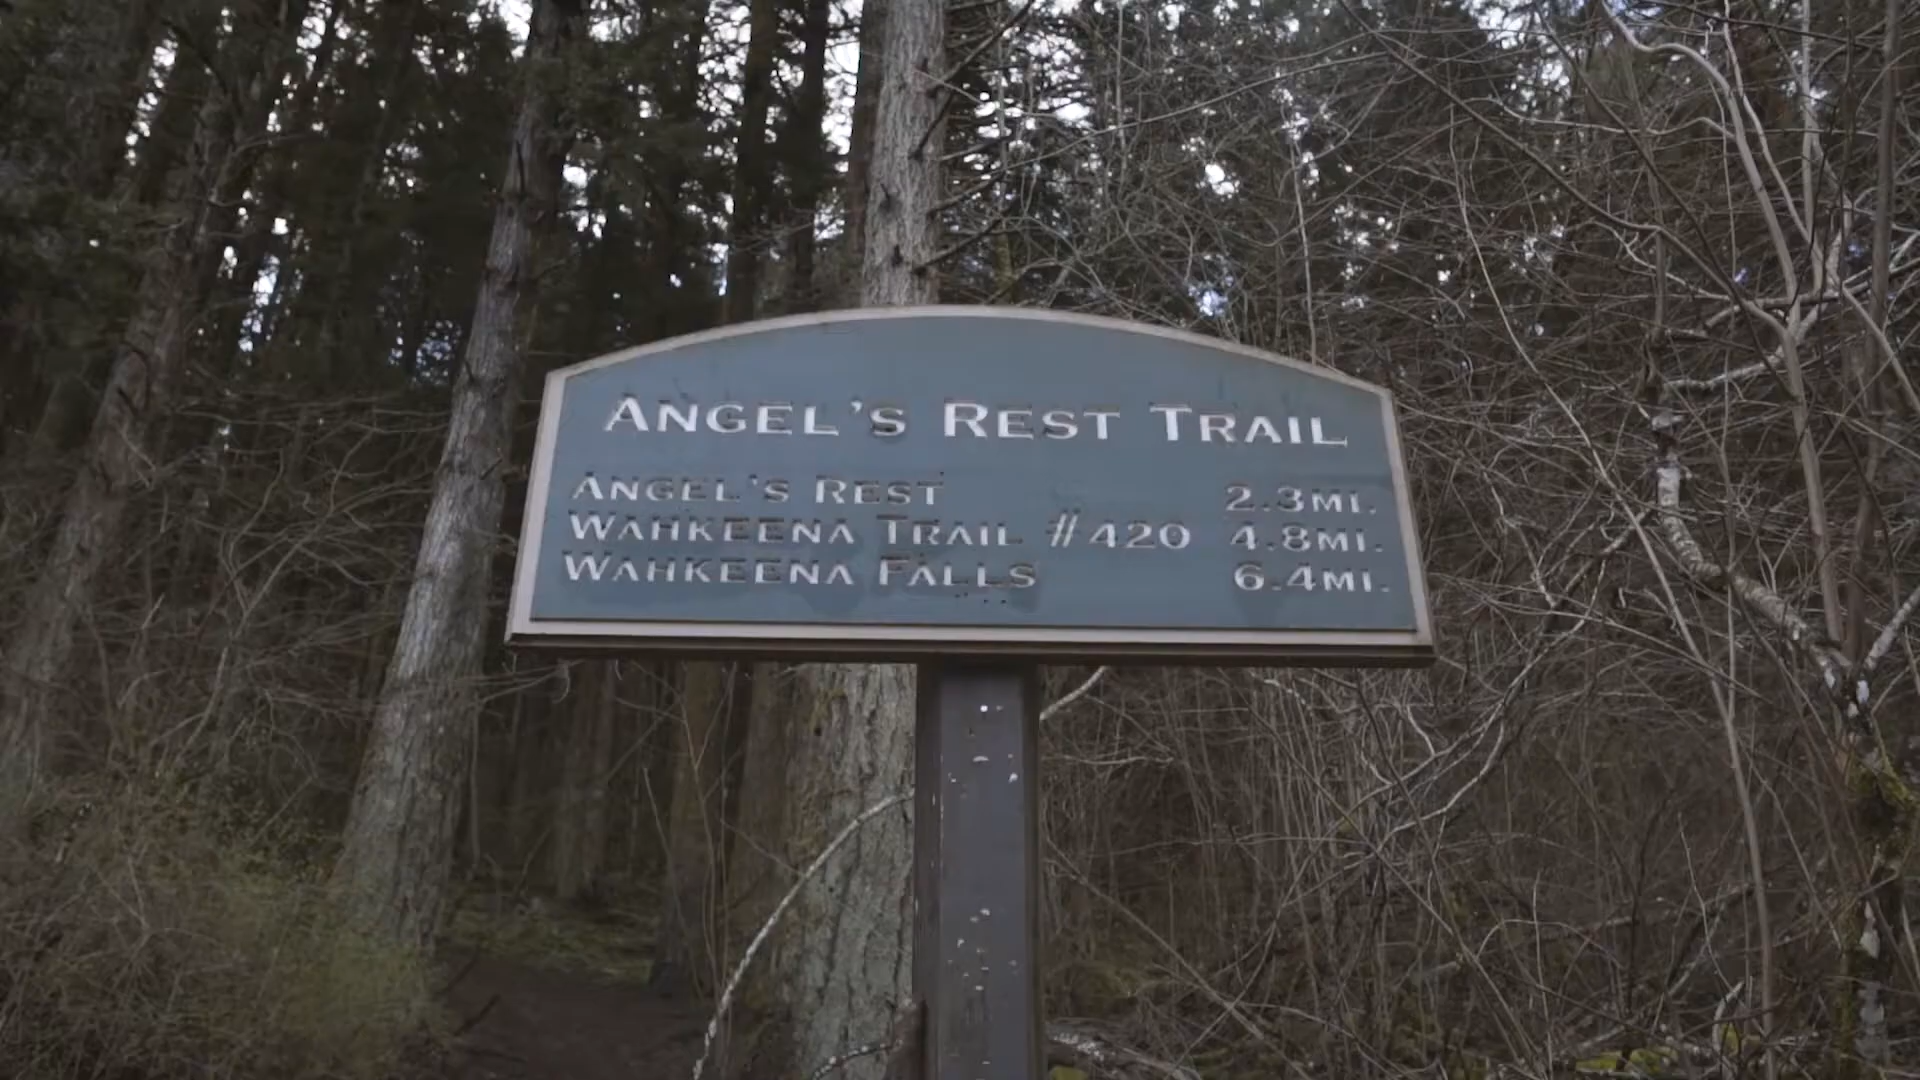 ANGEL'S REST TRAIL
ANGEL'S REST 2.3MI.
WAHKEENA TRAIL #420 4.8MI.
WAHKEENA FALLS 6.4MI.